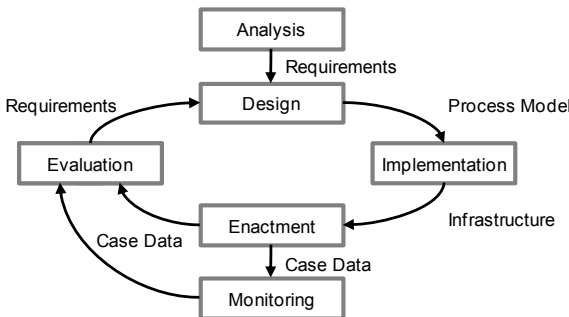 Analysis
Requirements
Requirements
Design
Process Model
Evaluation
Implementation
Enactment
Infrastructure
Case Data
Case Data
Monitoring